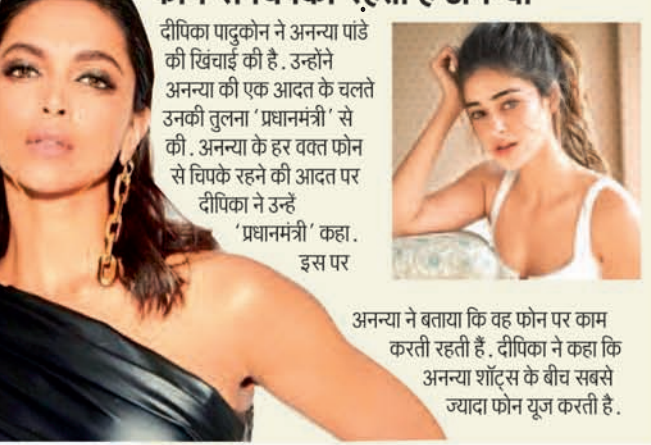 दीपिका पादुकोन ने अनन्या पांडे
की खिंचाई की है. उन्होंने
अनन्या की एक आदत के चलते
उनकी तुलना ‘प्रधानमंत्री’ से
की. अनन्या के हर वक्त फोन
से चिपके रहने की आदत पर
दीपिका ने उन्हें
‘प्रधानमंत्री’ कहा.
इस पर
अनन्या ने बताया कि वह फोन पर काम
करती रहती हैं. दीपिका ने कहा कि
अनन्या शॉट्स के बीच सबसे
ज्यादा फोन यूज करती है.